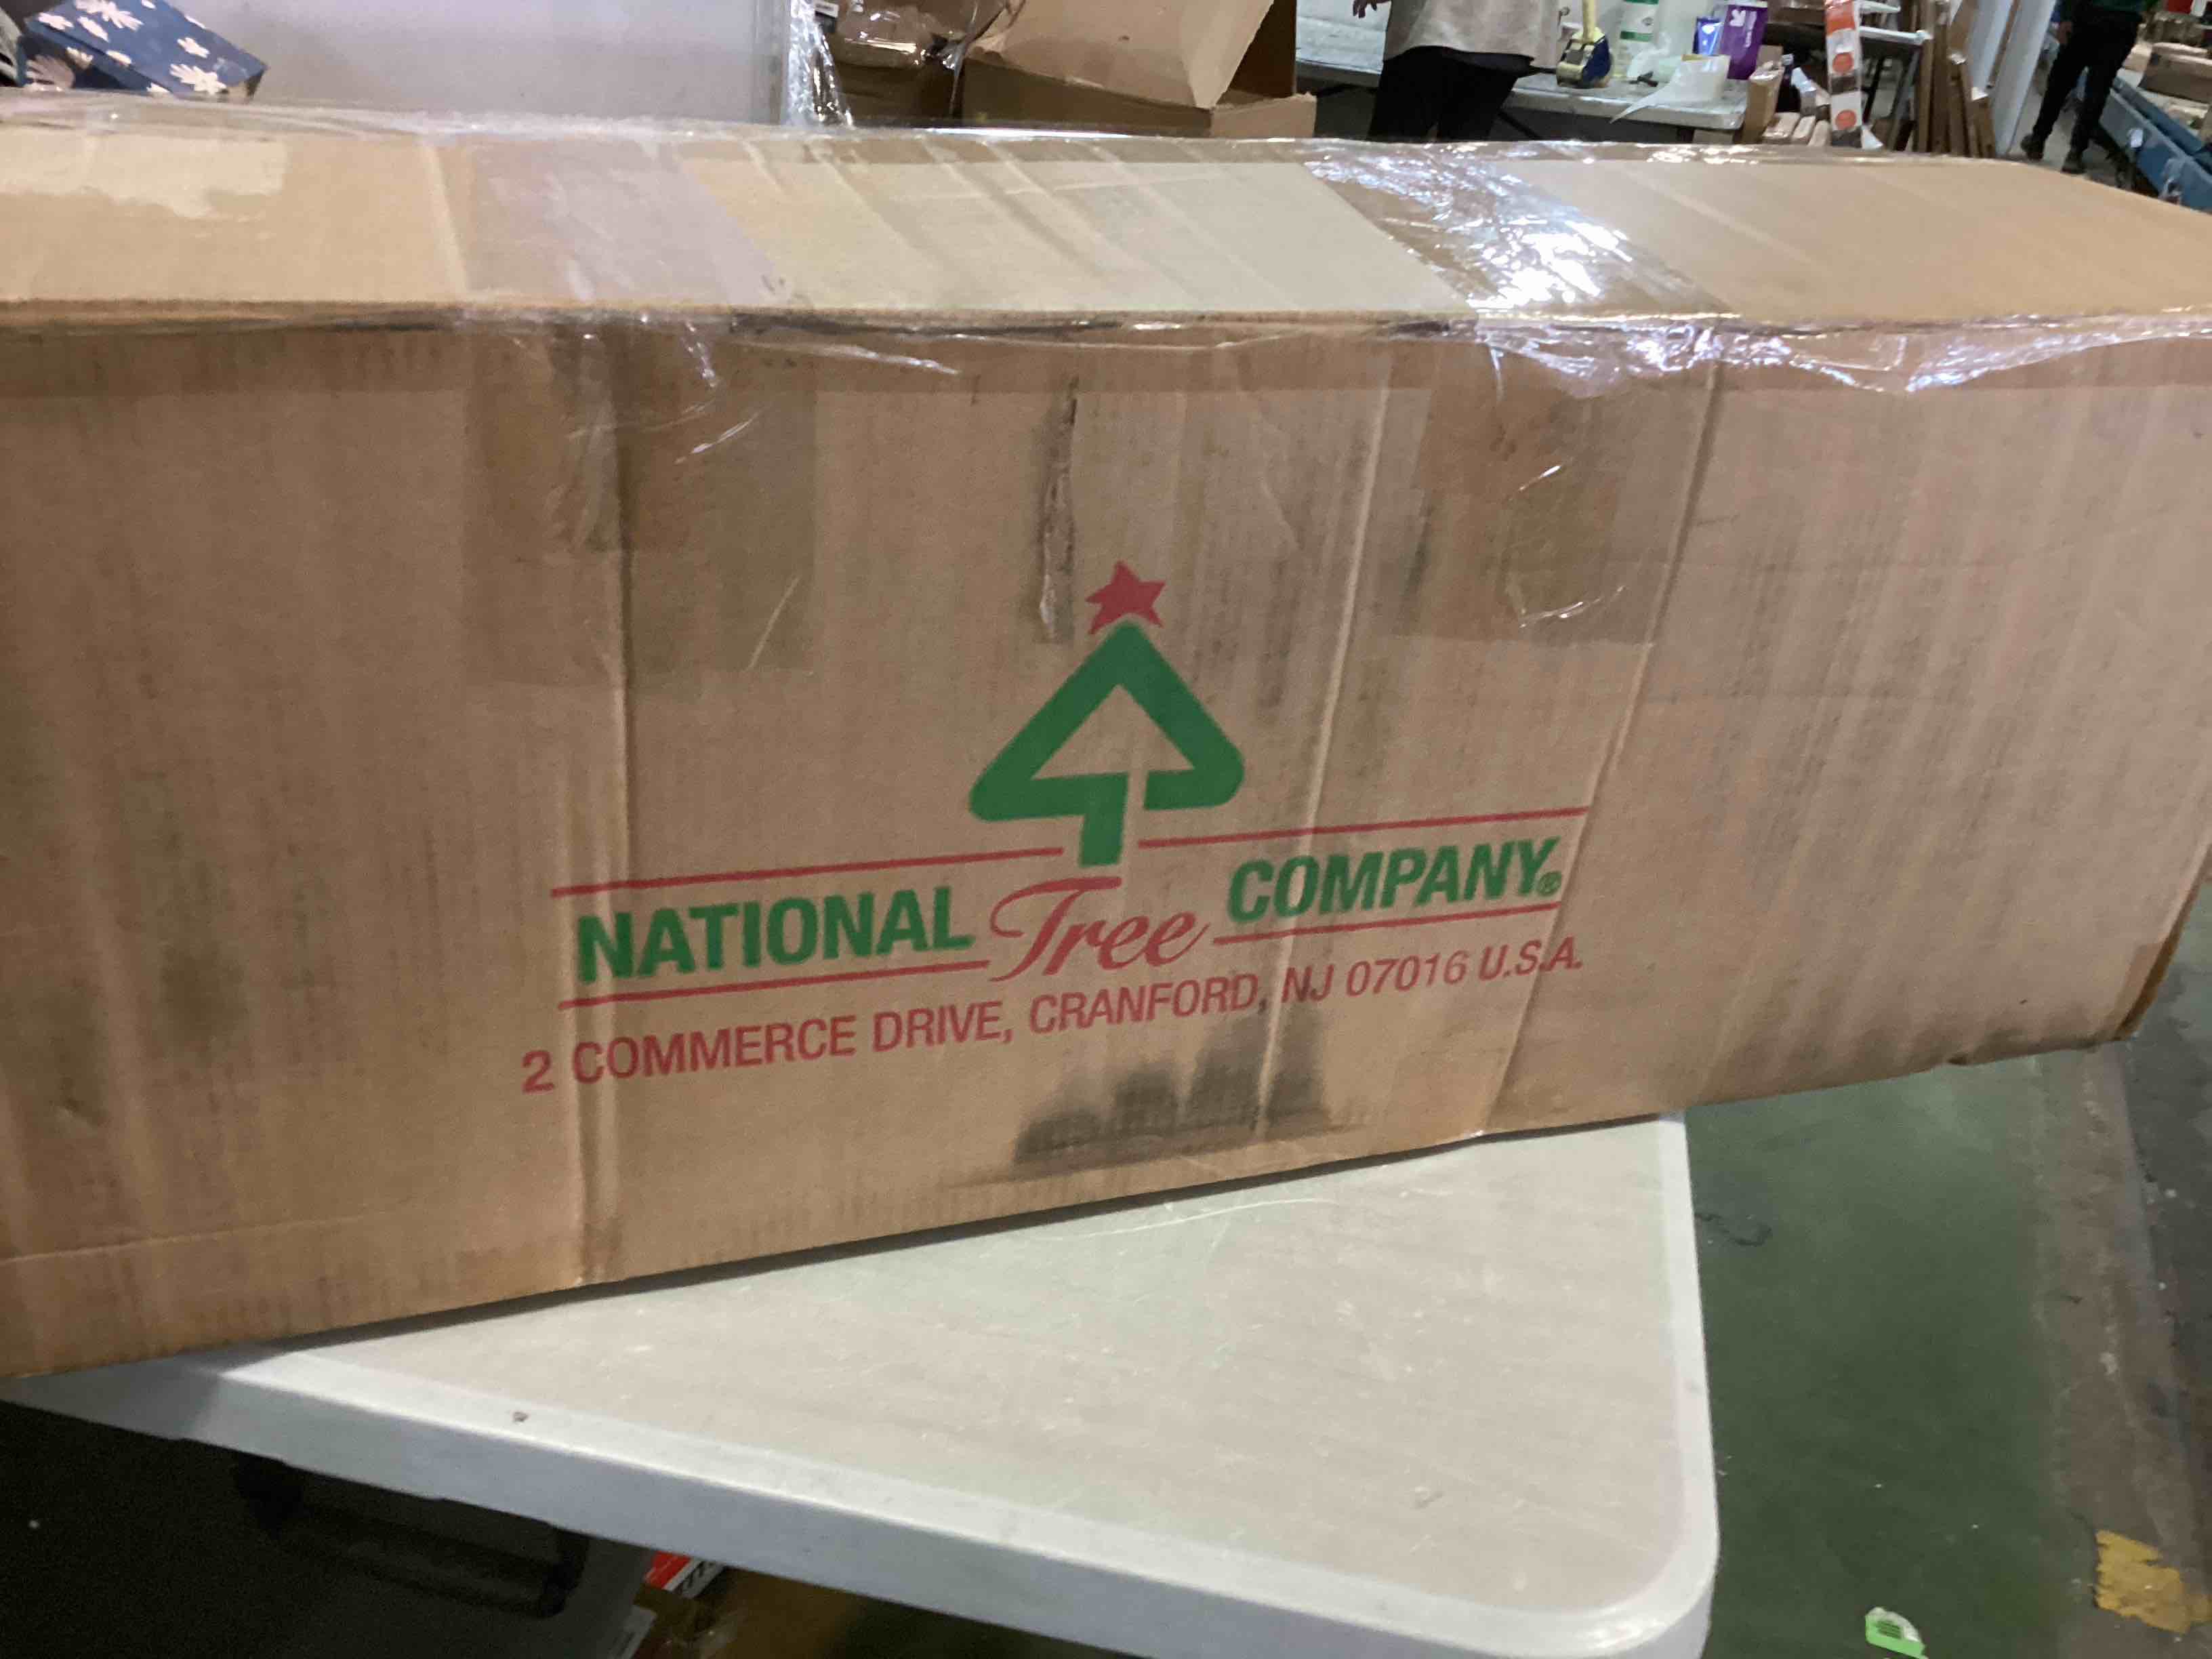 NATIONAL Tree COMPANY®
2 COMMERCE DRIVE, CRANFORD, NJ 07016 U.S.A.